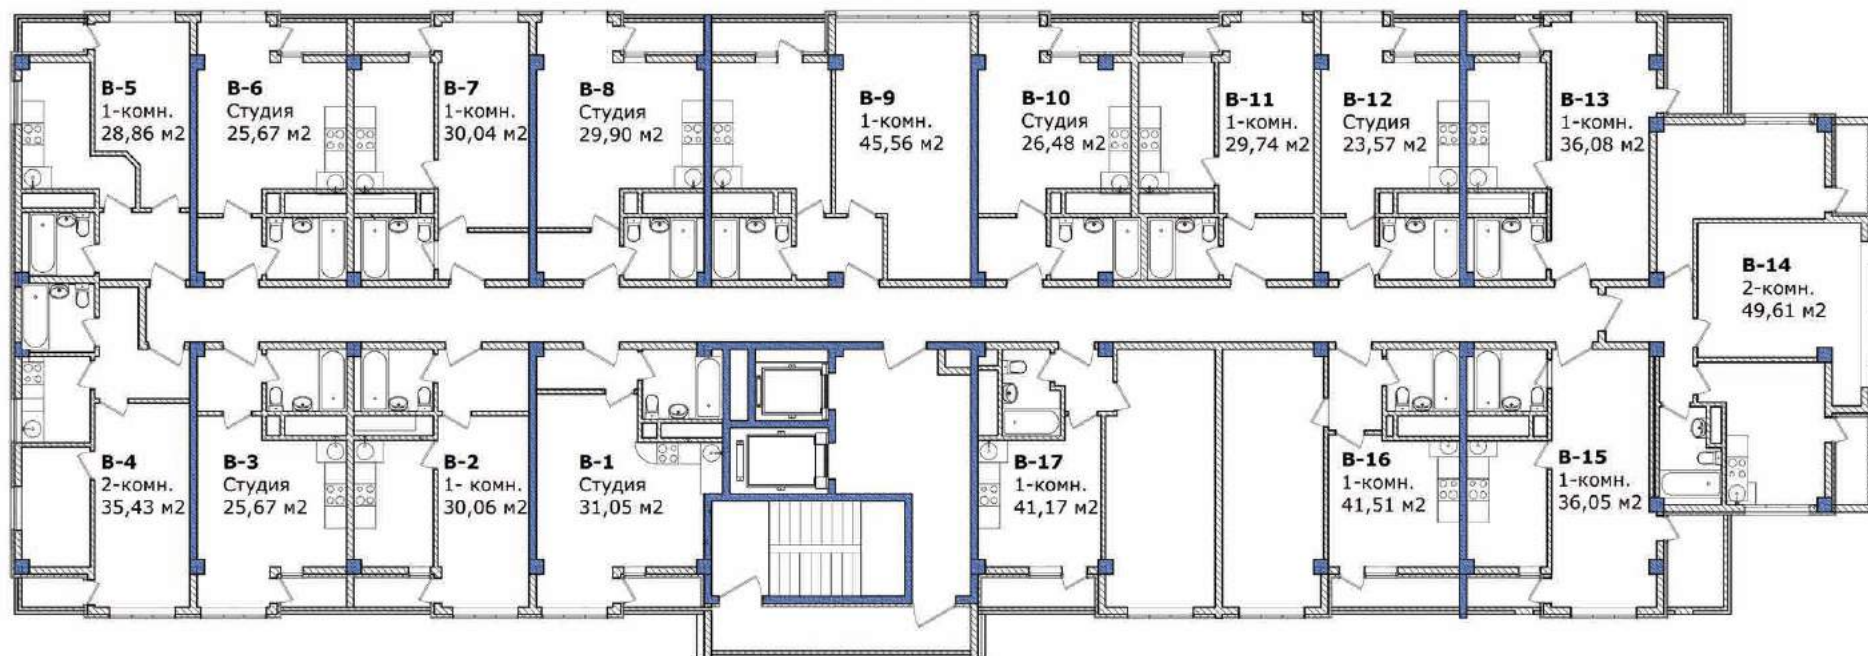 В-5
1-комн.
28,86 м2
В-6
Студия
25,67 м2
В-7
1-комн.
30,04 м2
В-8
Студия
29,90 м2
В-9
1-комн.
45,56 м2
В-10
Студия
26,48 м2
В-11
1-комн.
29,74 м2
В-12
Студия
23,57 м2
В-13
1-комн.
36,08 м2
В-14
2-комн.
49,61 м2
В-4
2-комн.
35,43 м2
В-3
Студия
25,67 м2
В-2
1- комн.
30,06 м2
В-1
Студия
31,05 м2
В-17
1-комн.
41,17 м2
В-16
1-комн.
41,51 м2
В-15
1-комн.
36,05 м2